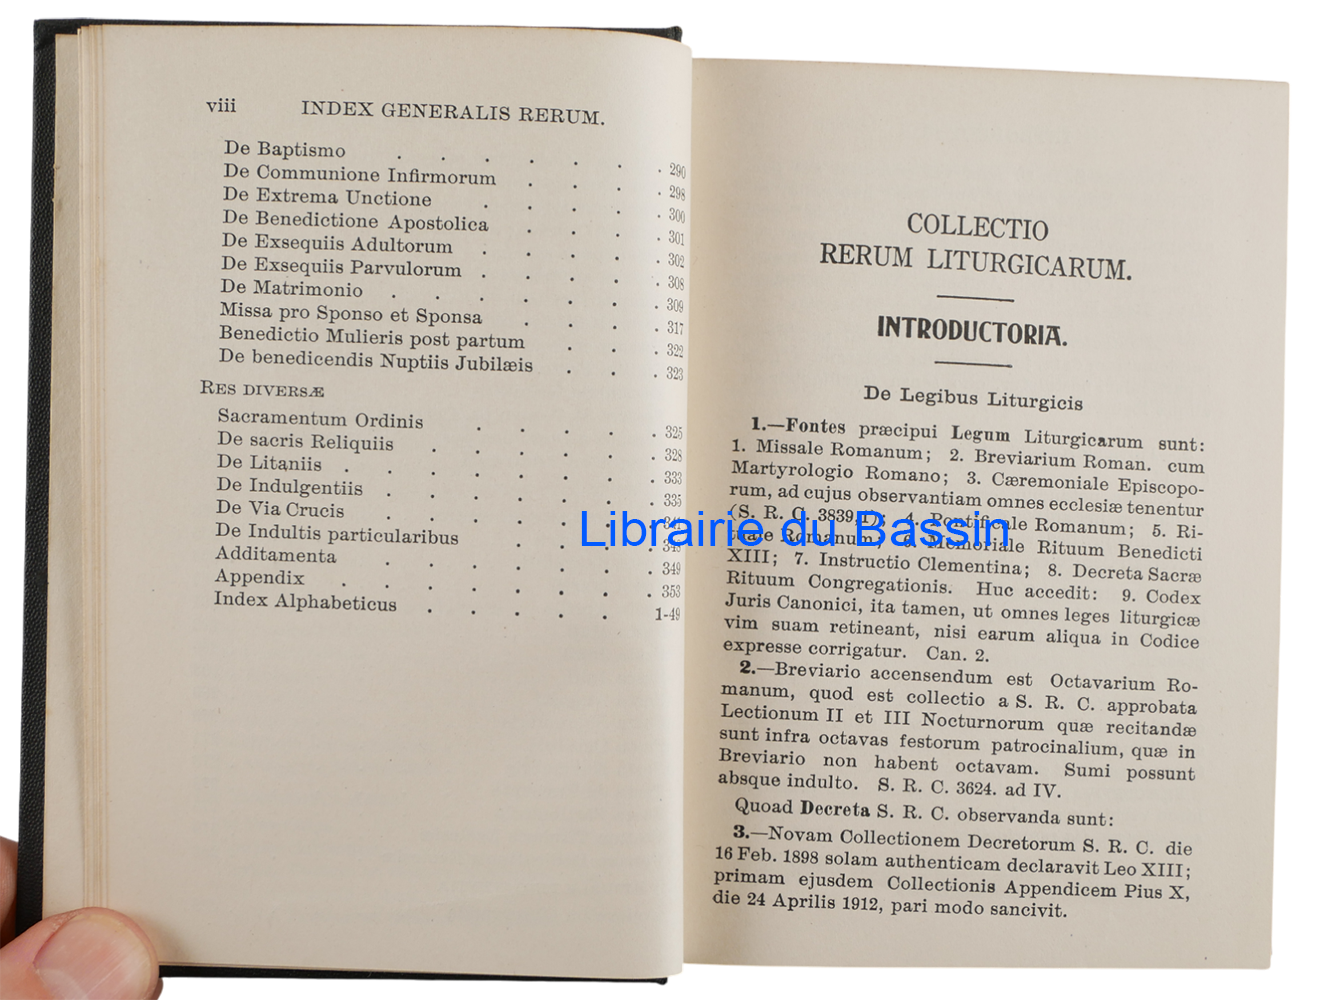 viii INDEX GENERALIS RERUM.
De Baptismo . . . . . . . 290
De Communione Infirmorum . . . . 298
De Extrema Unctione . . . . . 300
De Benedictione Apostolica . . . . 301
De Exsequiis Adultorum . . . . . 302
De Exsequiis Parvulorum . . . . . 308
De Matrimonio . . . . . . . 309
Missa pro Sponso et Sponsa . . . . 317
Benedictio Mulieris post partum . . . 322
De benedicendis Nuptiis Jubilæis . . . 323
RES DIVERSÆ
Sacramentum Ordinis . . . . . 325
De sacris Reliquiis . . . . . . 328
De Litaniis . . . . . . . . 333
De Indulgentiis . . . . . . . 335
De Via Crucis . . . . . . .
De Indultis particularibus . . . .
Additamenta . . . . . . . 349
Appendix . . . . . . . . 353
Index Alphabeticus . . . . . 1-49
COLLECTIO
RERUM LITURGICARUM.
INTRODUCTORIA.
De Legibus Liturgicis
1.—Fontes præcipui Legum Liturgicarum sunt:
1. Missale Romanum; 2. Breviarium Roman. cum
Martyrologio Romano; 3. Cæremoniale Episcopo-
rum, ad cujus observantiam omnes ecclesiæ tenentur
(S. R. C. 3839,1); 4. Pontificale Romanum; 5. Ri-
tuale Romanum; 6. Memoriale Rituum Benedicti
XIII; 7. Instructio Clementina; 8. Decreta Sacræ
Rituum Congregationis. Huc accedit: 9. Codex
Juris Canonici, ita tamen, ut omnes leges liturgicæ
vim suam retineant, nisi earum aliqua in Codice
expresse corrigatur. Can. 2.
2.—Breviario accensendum est Octavarium Ro-
manum, quod est collectio a S. R. C. approbata
Lectionum II et III Nocturnorum quæ recitandæ
sunt infra octavas festorum patrocinalium, quæ in
Breviario non habent octavam. Sumi possunt
absque indulto. S. R. C. 3624. ad IV.
Quoad Decreta S. R. C. observanda sunt:
3.—Novam Collectionem Decretorum S. R. C. die
16 Feb. 1898 solam authenticam declaravit Leo XIII;
primam ejusdem Collectionis Appendicem Pius X,
die 24 Aprilis 1912, pari modo sancivit.
Librairie du Bassin